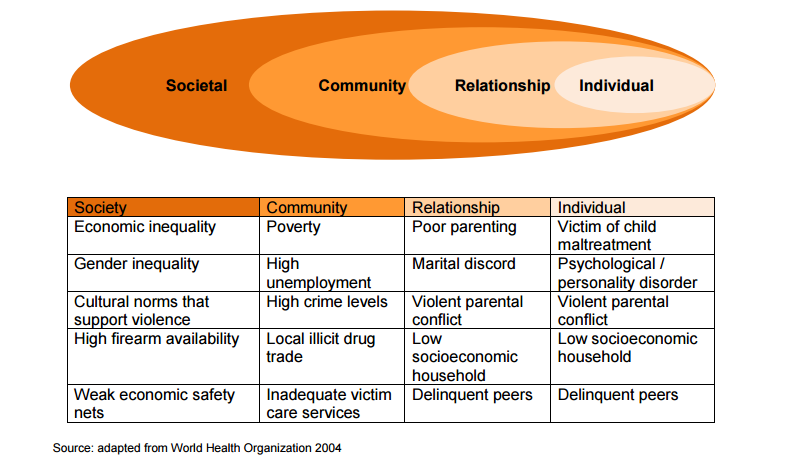 Societal Community Relationship Individual
Society Community Relationship Individual
Economic inequality Poverty Poor parenting Victim of child
maltreatment
Gender inequality High Marital discord Psychological /
unemployment personality disorder
Cultural norms that High crime levels Violent parental Violent parental
support violence conflict conflict
High firearm availability Local illicit drug Low Low socioeconomic
trade socioeconomic household
household
Weak economic safety Inadequate victim Delinquent peers Delinquent peers
nets care services
Source: adapted from World Health Organization 2004